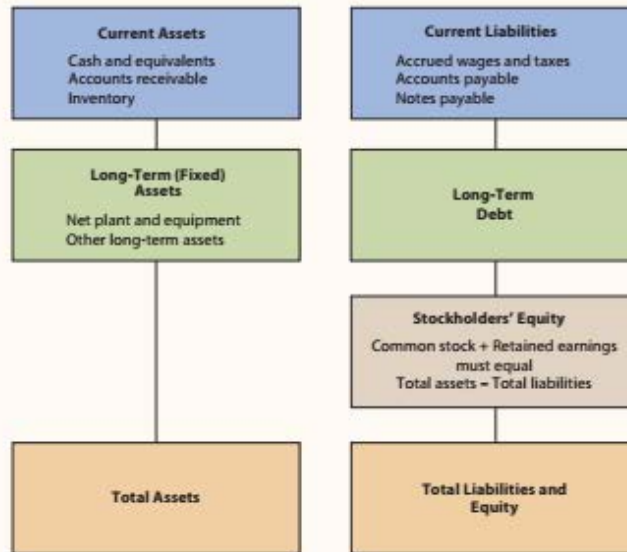 Current Assets
Cash and equivalents
Accounts receivable
Inventory
Long-Term (Fixed)
Assets
Net plant and equipment
Other long-term assets
Total Assets
Current Liabilities
Accrued wages and taxes
Accounts payable
Notes payable
Long-Term
Debt
Stockholders' Equity
Common stock + Retained earnings
must equal
Total assets – Total liabilities
Total Liabilities and
Equity